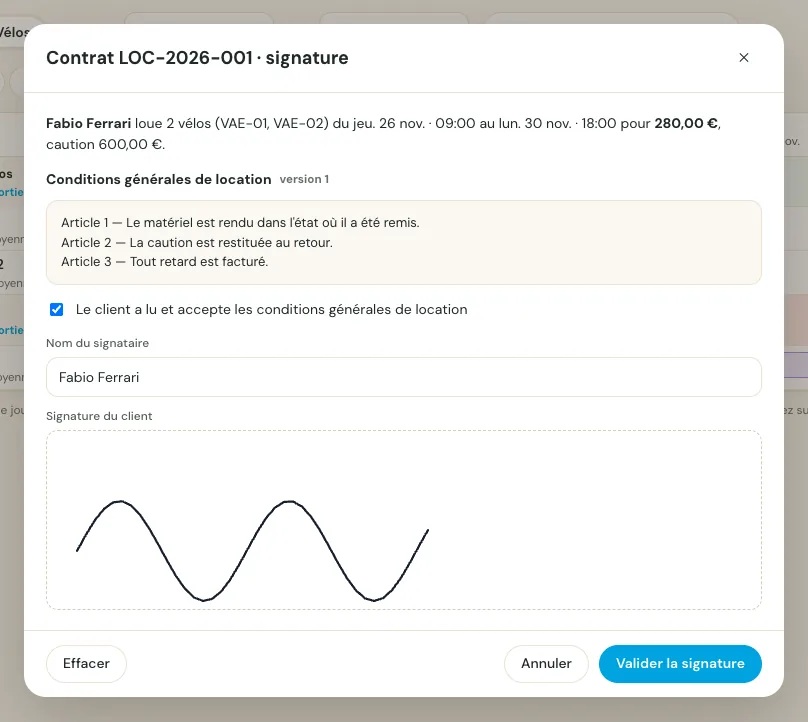 Vélos
Contrat LOC-2026-001 · signature
×
Fabio Ferrari loue 2 vélos (VAE-01, VAE-02) du jeu. 26 nov. · 09:00 au lun. 30 nov. · 18:00 pour 280,00 €,
caution 600,00 €.
Conditions générales de location version 1
Article 1 — Le matériel est rendu dans l'état où il a été remis.
Article 2 — La caution est restituée au retour.
Article 3 — Tout retard est facturé.
Le client a lu et accepte les conditions générales de location
Nom du signataire
Fabio Ferrari
Signature du client
Effacer
Annuler
Valider la signature